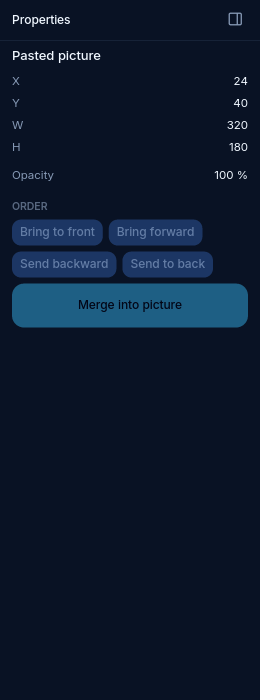 Properties
Pasted picture
X 24
Y 40
W 320
H 180
Opacity 100 %
ORDER
Bring to front Bring forward
Send backward Send to back
Merge into picture